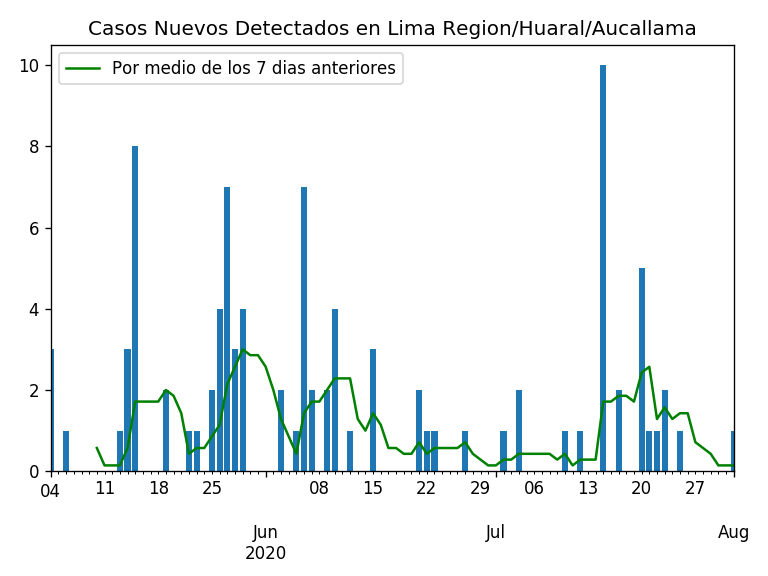 Casos Nuevos Detectados en Lima Region/Huaral/Aucallama
Por medio de los 7 dias anteriores
10
8
6
4
2
0
04 11 18 25 08 15 22 29 06 13 20 27
Jun Jul Aug
2020